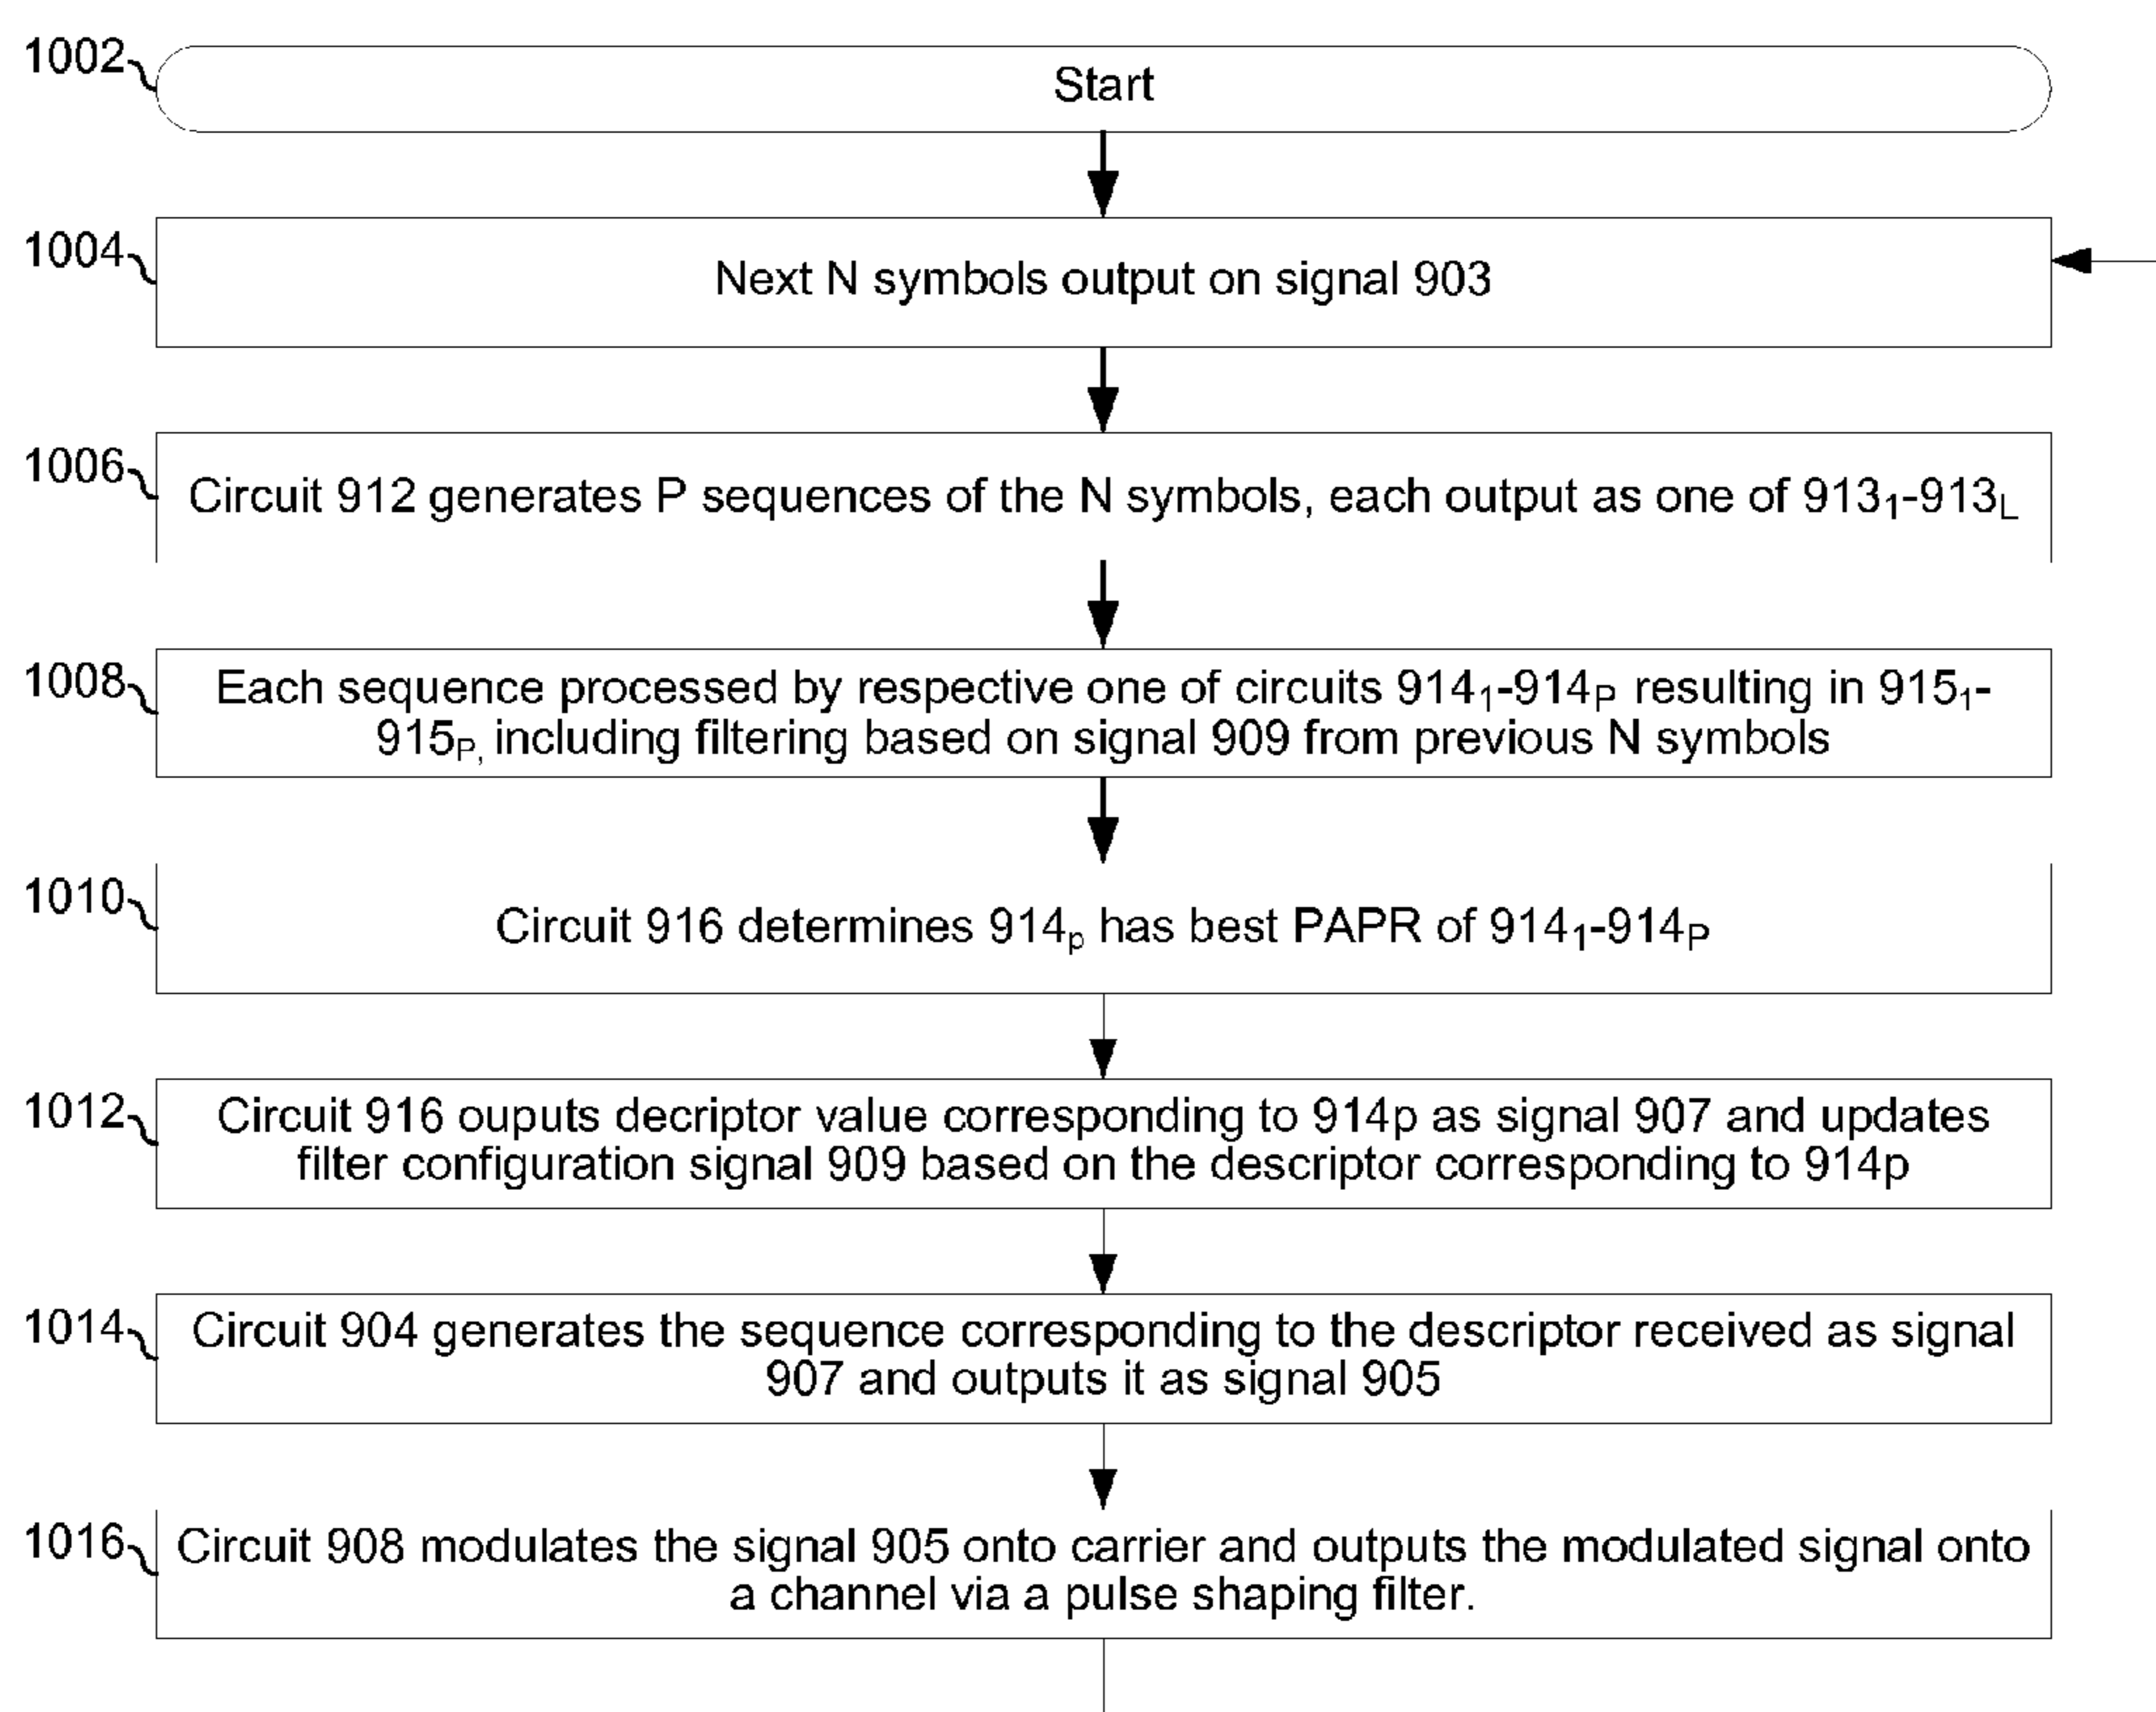 1002
Start
1004
Next N symbols output on signal 903
1006
Circuit 912 generates P sequences of the N symbols, each output as one of 913₁-913L
1008
Each sequence processed by respective one of circuits 914₁-914P resulting in 915₁-
915P, including filtering based on signal 909 from previous N symbols
1010
Circuit 916 determines 914p has best PAPR of 914₁-914P
1012
Circuit 916 ouputs decriptor value corresponding to 914p as signal 907 and updates
filter configuration signal 909 based on the descriptor corresponding to 914p
1014
Circuit 904 generates the sequence corresponding to the descriptor received as signal
907 and outputs it as signal 905
1016
Circuit 908 modulates the signal 905 onto carrier and outputs the modulated signal onto
a channel via a pulse shaping filter.